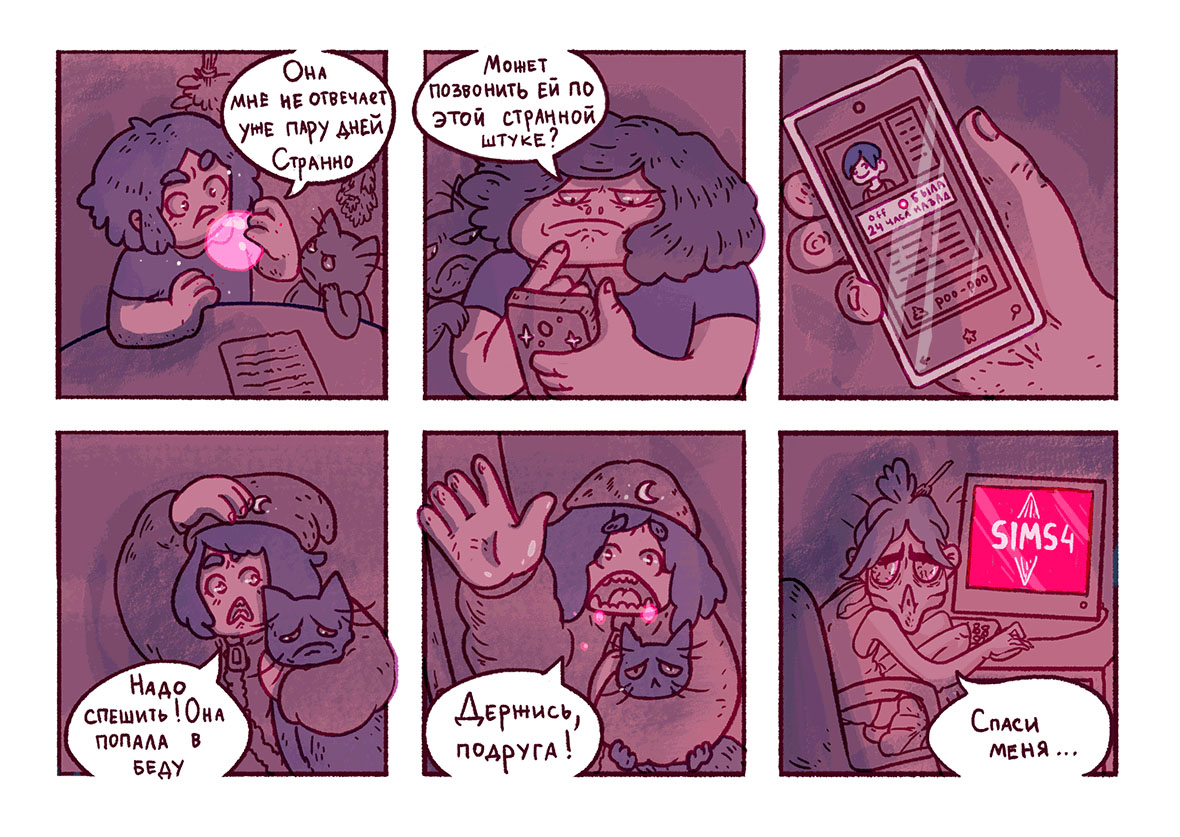 Она
мне не отвечает
уже пару дней
Странно
Может
позвонить ей по
этой странной
штуке?
off была
24 часа назад
poo-poo
Надо
спешить! Она
попала в
беду
Держись,
подруга!
SIMS4
Спаси
меня...